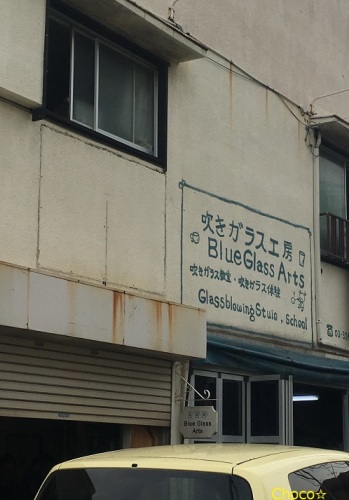 吹きガラス工房
Blue Glass Arts
吹きガラス教室・吹きガラス体験
Glassblowing Stuio, School
Blue Glass
Arts
Choco☆